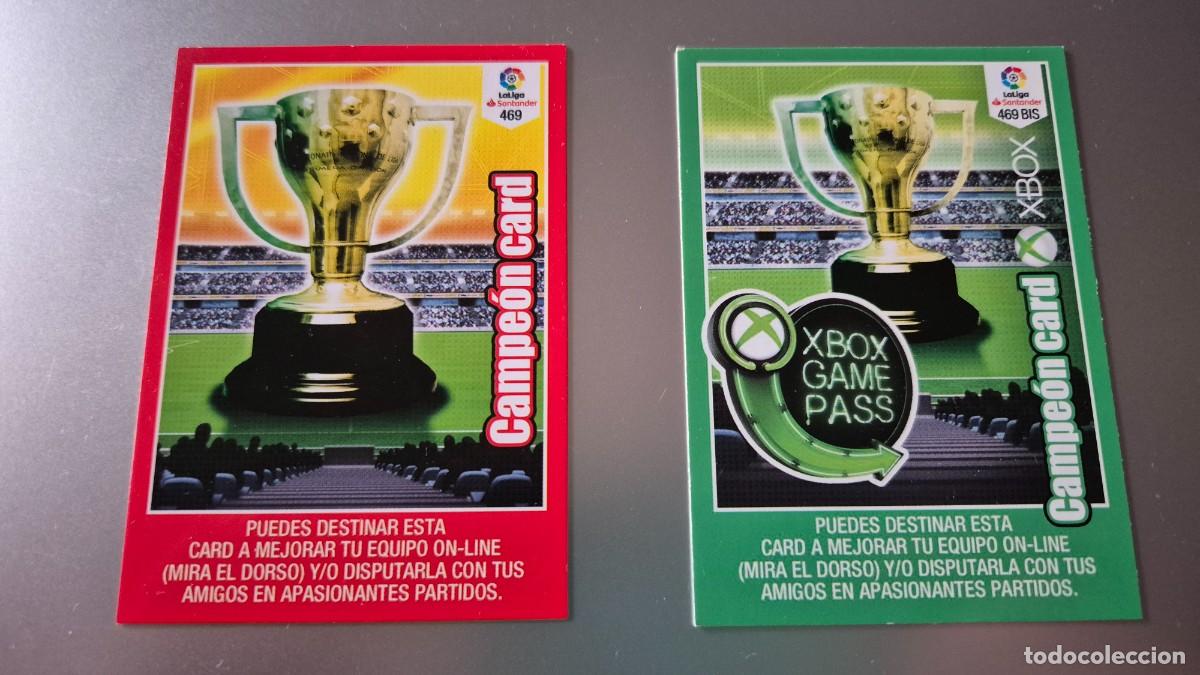 LaLiga
Santander
469
Campeón card
PUEDES DESTINAR ESTA
CARD A MEJORAR TU EQUIPO ON-LINE
(MIRA EL DORSO) Y/O DISPUTARLA CON TUS
AMIGOS EN APASIONANTES PARTIDOS.
LaLiga
Santander
469 BIS
XBOX
Campeón card
XBOX
GAME
PASS
PUEDES DESTINAR ESTA
CARD A MEJORAR TU EQUIPO ON-LINE
(MIRA EL DORSO) Y/O DISPUTARLA CON TUS
AMIGOS EN APASIONANTES PARTIDOS.
todocoleccion